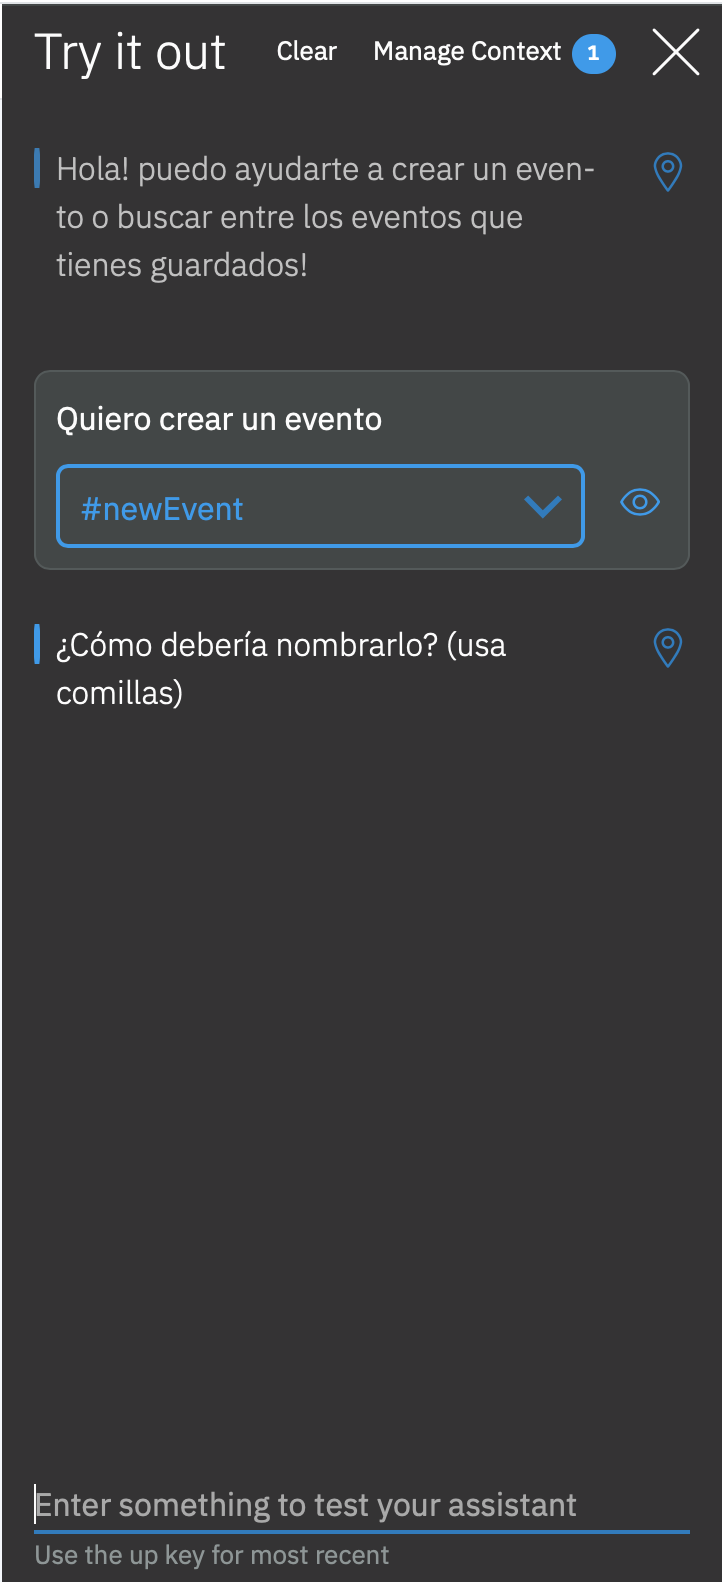 Try it out Clear Manage Context 1
Hola! puedo ayudarte a crear un even-
to o buscar entre los eventos que
tienes guardados!
Quiero crear un evento
#newEvent
¿Cómo debería nombrarlo? (usa
comillas)
Enter something to test your assistant
Use the up key for most recent